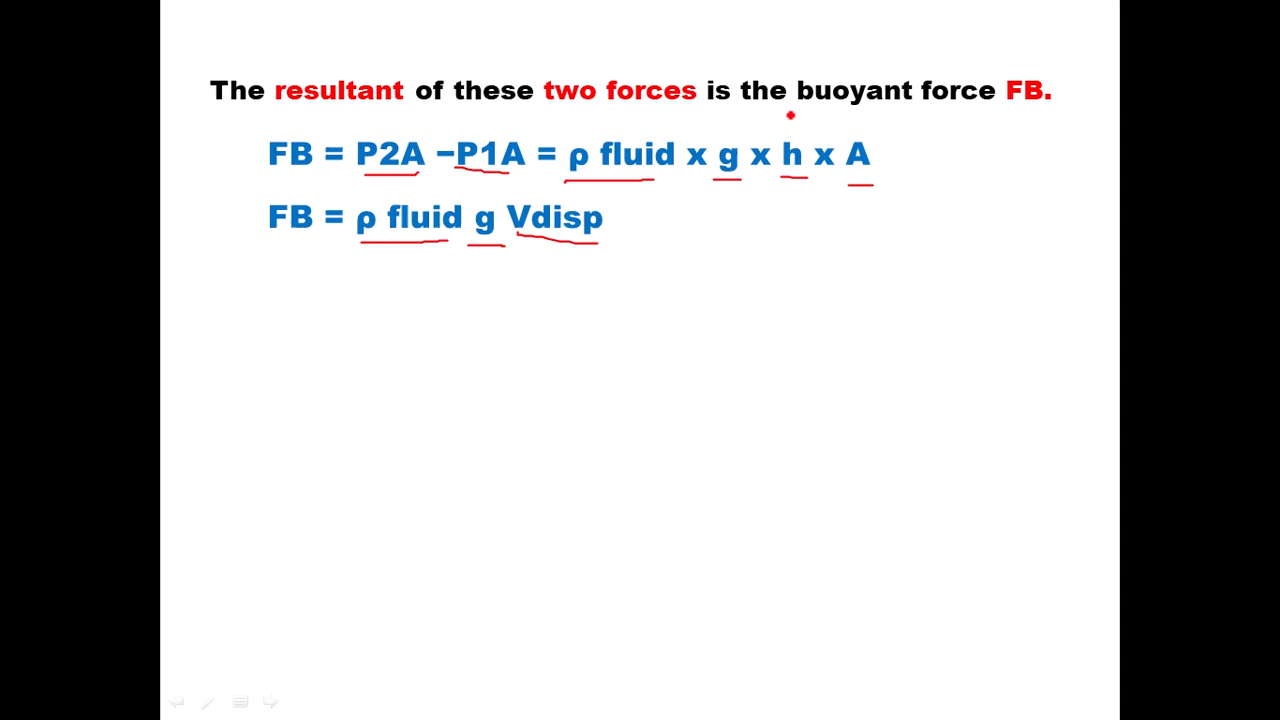 The resultant of these two forces is the buoyant force FB.
FB = P2A −P1A = ρ fluid x g x h x A
FB = ρ fluid g Vdisp